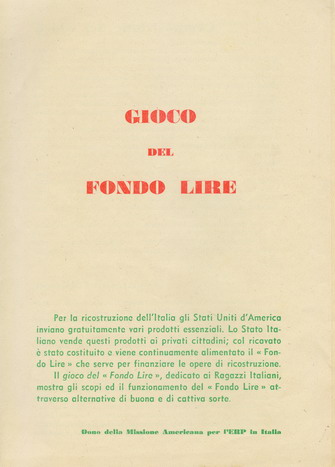 GIOCO
DEL
FONDO LIRE
Per la ricostruzione dell'Italia gli Stati Uniti d'America
inviano gratuitamente vari prodotti essenziali. Lo Stato Ita-
liano vende questi prodotti ai privati cittadini; col ricavato
è stato costituito e viene continuamente alimentato il « Fon-
do Lire » che serve per finanziare le opere di ricostruzione.
Il gioco del « Fondo Lire », dedicato ai Ragazzi Italiani,
mostra gli scopi ed il funzionamento del « Fondo Lire » at-
traverso alternative di buona e di cattiva sorte.
Dono della Missione Americana per l'ERP in Italia